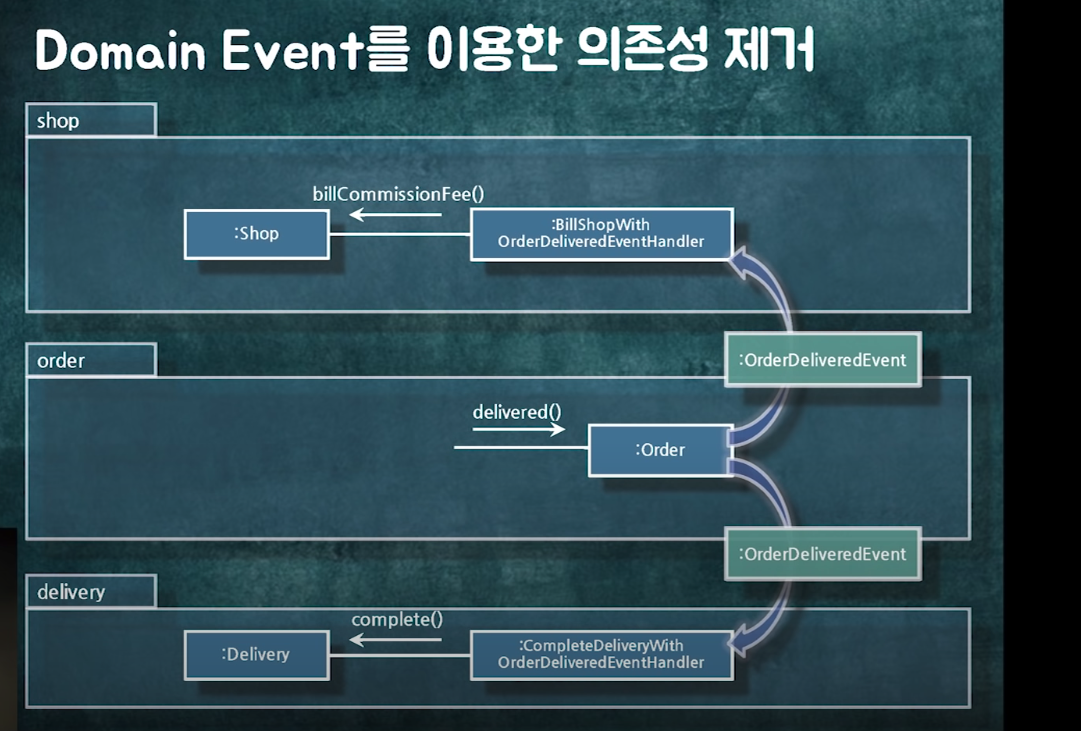 Domain Event를 이용한 의존성 제거
shop
billCommissionFee()
:Shop
:BillShopWith
OrderDeliveredEventHandler
:OrderDeliveredEvent
order
delivered()
:Order
:OrderDeliveredEvent
delivery
complete()
:Delivery
:CompleteDeliveryWith
OrderDeliveredEventHandler